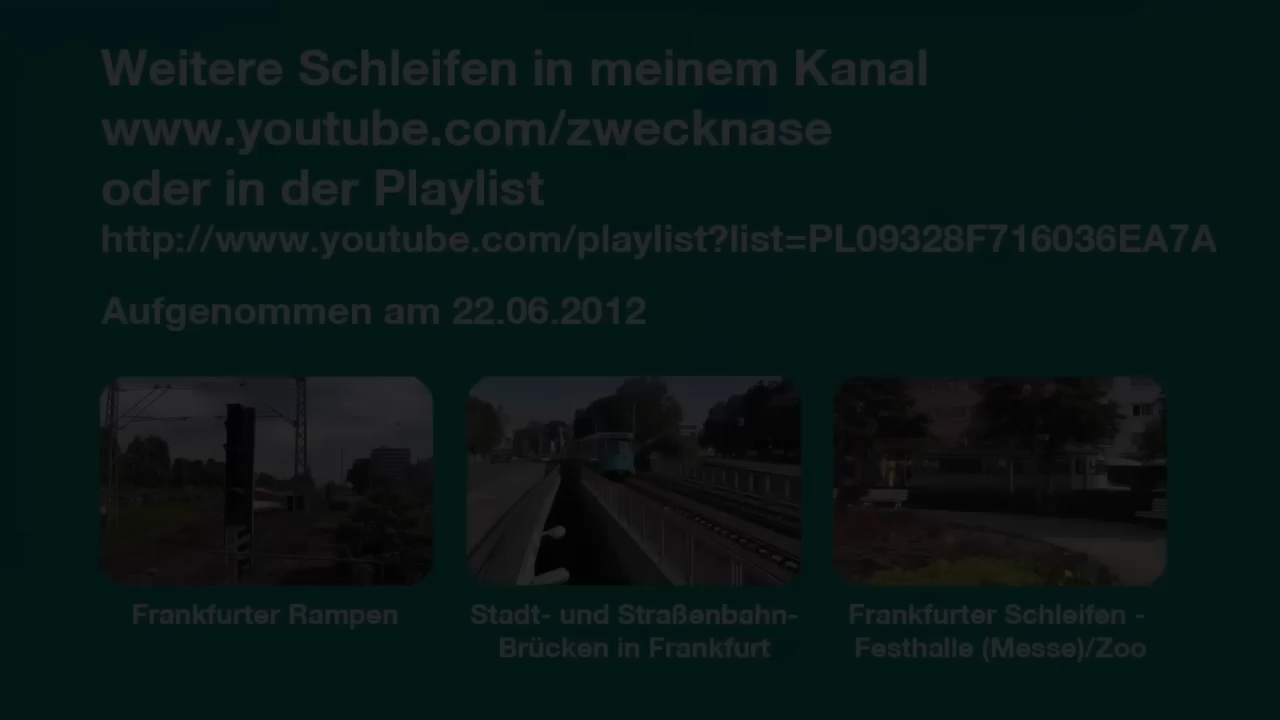 Weitere Schleifen in meinem Kanal
www.youtube.com/zwecknase
oder in der Playlist
http://www.youtube.com/playlist?list=PL09328F716036EA7A
Aufgenommen am 22.06.2012
Frankfurter Rampen
Stadt- und Straßenbahn-
Brücken in Frankfurt
Frankfurter Schleifen -
Festhalle (Messe)/Zoo